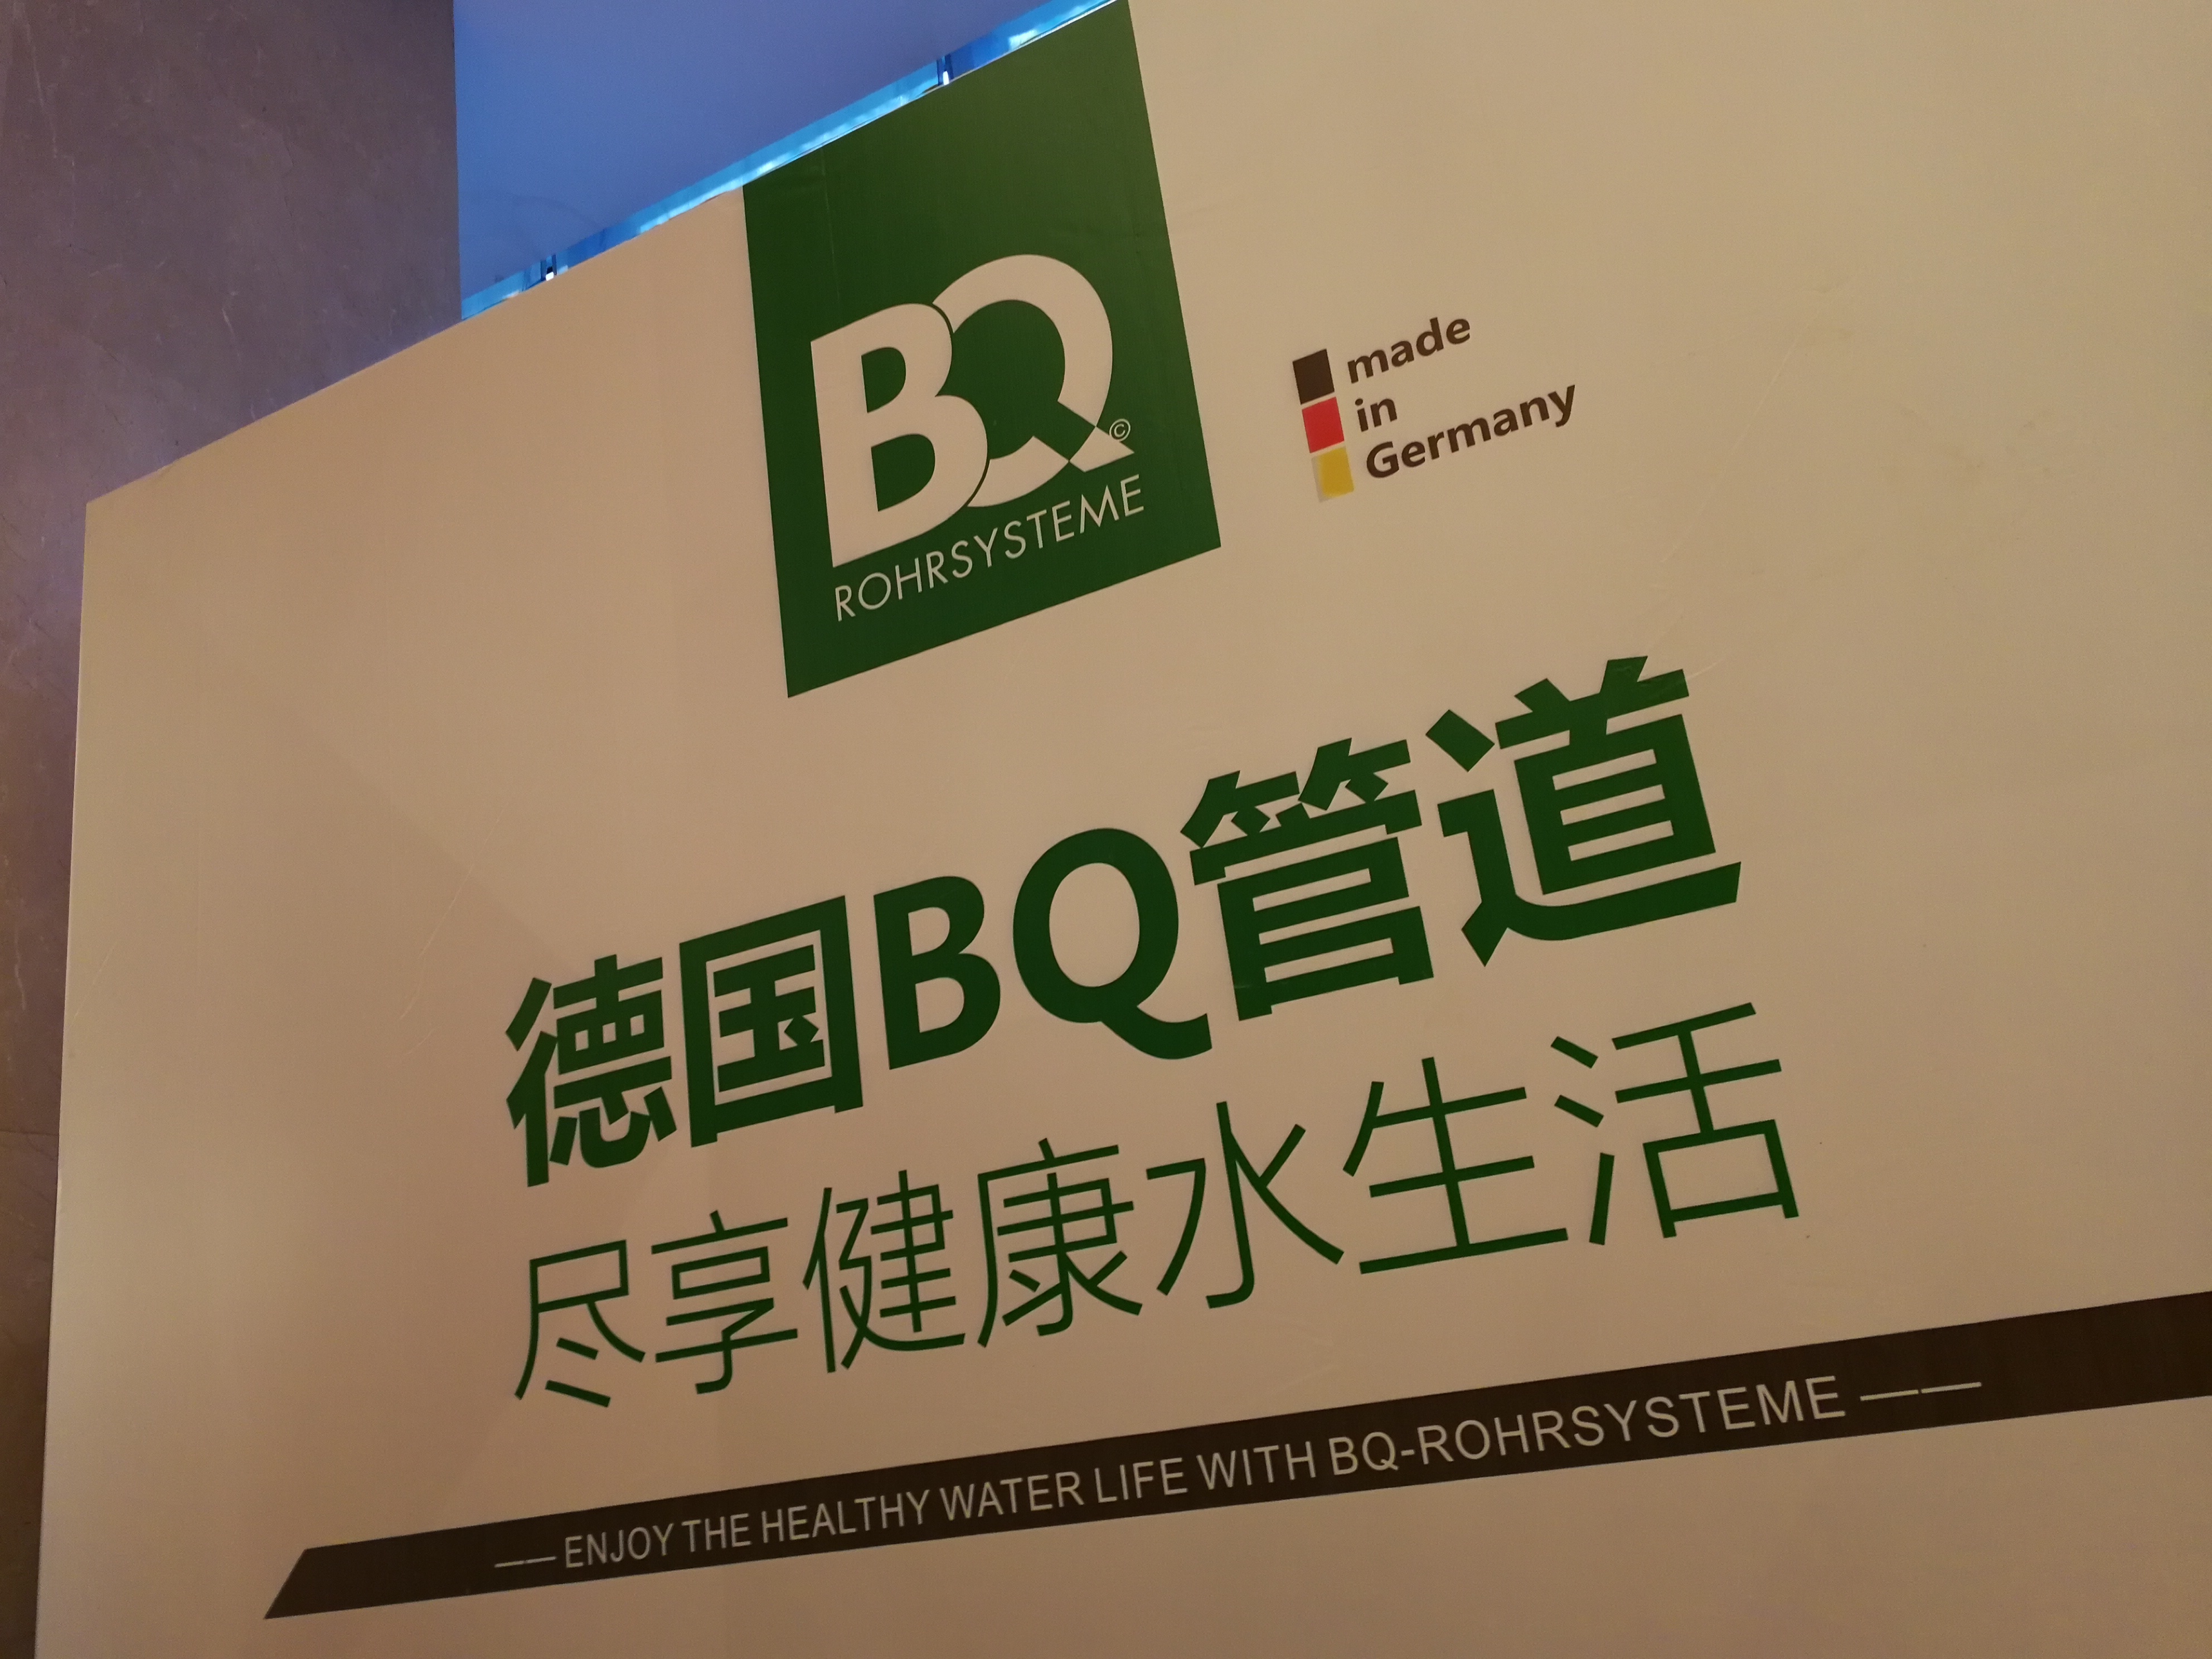 BQ©
ROHRSYSTEME
made
in
Germany
德国BQ管道
尽享健康水生活
—— ENJOY THE HEALTHY WATER LIFE WITH BQ-ROHRSYSTEME ——